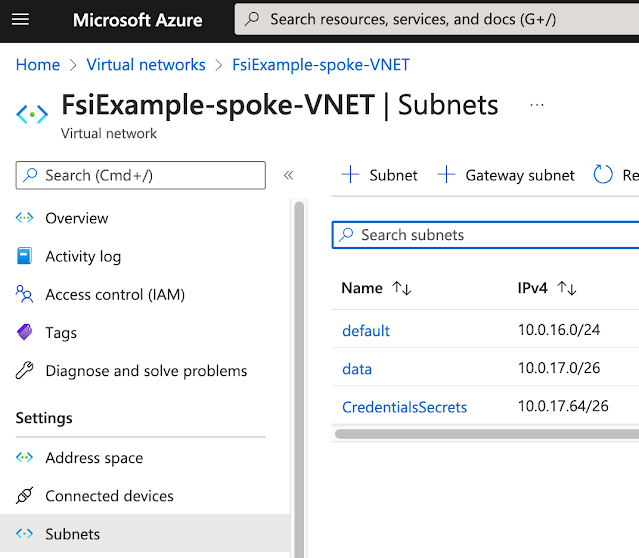 Microsoft Azure
Search resources, services, and docs (G+/)
Home > Virtual networks > FsiExample-spoke-VNET
FsiExample-spoke-VNET | Subnets ...
Virtual network
Search (Cmd+/)
«
+ Subnet + Gateway subnet Re
Overview
Activity log
Access control (IAM)
Tags
Diagnose and solve problems
Settings
Address space
Connected devices
Subnets
Search subnets
Name ↑↓ IPv4 ↑↓
default 10.0.16.0/24
data 10.0.17.0/26
CredentialsSecrets 10.0.17.64/26